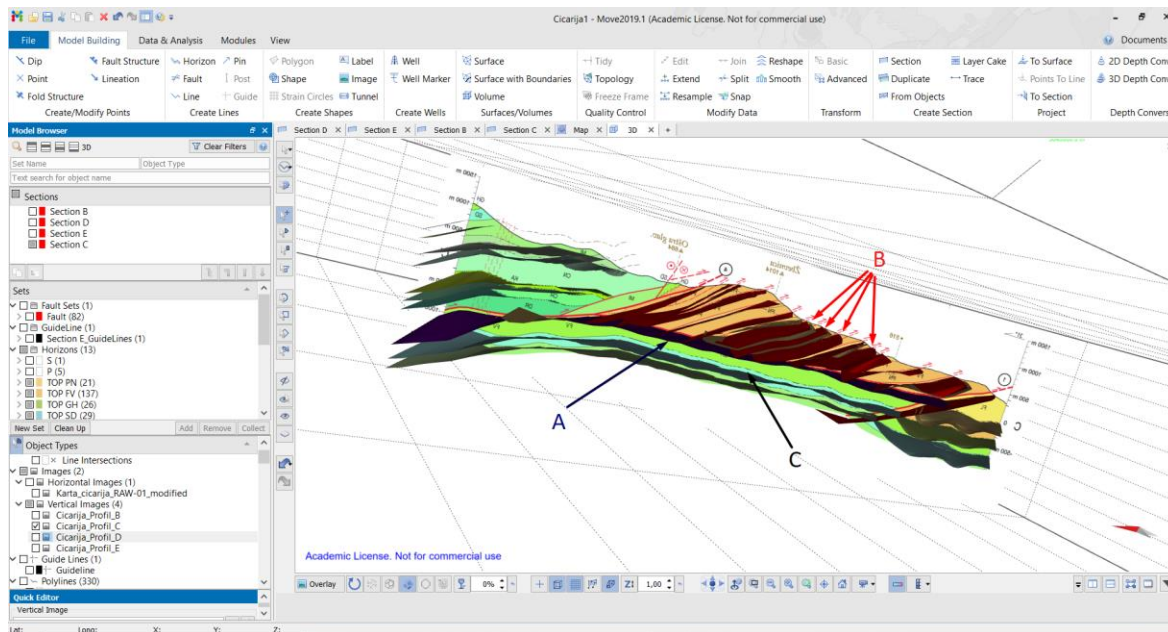 Cicarija1 - Move2019.1 (Academic License. Not for commercial use)
File Model Building Data & Analysis Modules View Documents
Dip Fault Structure Horizon Pin Polygon Label Well Surface Tidy Edit Join Reshape Basic Section Layer Cake To Surface 2D Depth Conv
Point Lineation Fault Post Shape Image Well Marker Surface with Boundaries Topology Extend Split Smooth Advanced Duplicate Trace Points To Line 3D Depth Conv
Fold Structure Line Guide Strain Circles Tunnel Volume Freeze Frame Resample Snap From Objects To Section
Create/Modify Points Create Lines Create Shapes Create Wells Surfaces/Volumes Quality Control Modify Data Transform Create Section Project Depth Convers
Model Browser
Section D Section E Section B Section C Map 3D
3D Clear Filters
Set Name Object Type
Text search for object name
Sections
Section B
Section D
Section E
Section C
Sets
Fault Sets (1)
Fault (82)
GuideLine (1)
Section E_GuideLines (1)
Horizons (13)
S (1)
P (5)
TOP PN (21)
TOP FV (137)
TOP GH (26)
TOP SD (29)
New Set Clean Up Add Remove Collect
Object Types
Line Intersections
Images (2)
Horizontal Images (1)
Karta_cicarija_RAW-01_modified
Vertical Images (4)
Cicarija_Profil_B
Cicarija_Profil_C
Cicarija_Profil_D
Cicarija_Profil_E
Guide Lines (1)
Guideline
Polylines (330)
Quick Editor
Vertical Image
B
A
C
Academic License. Not for commercial use
Overlay 0% Z: 1,00
Lat: Long: X: Y: Z: